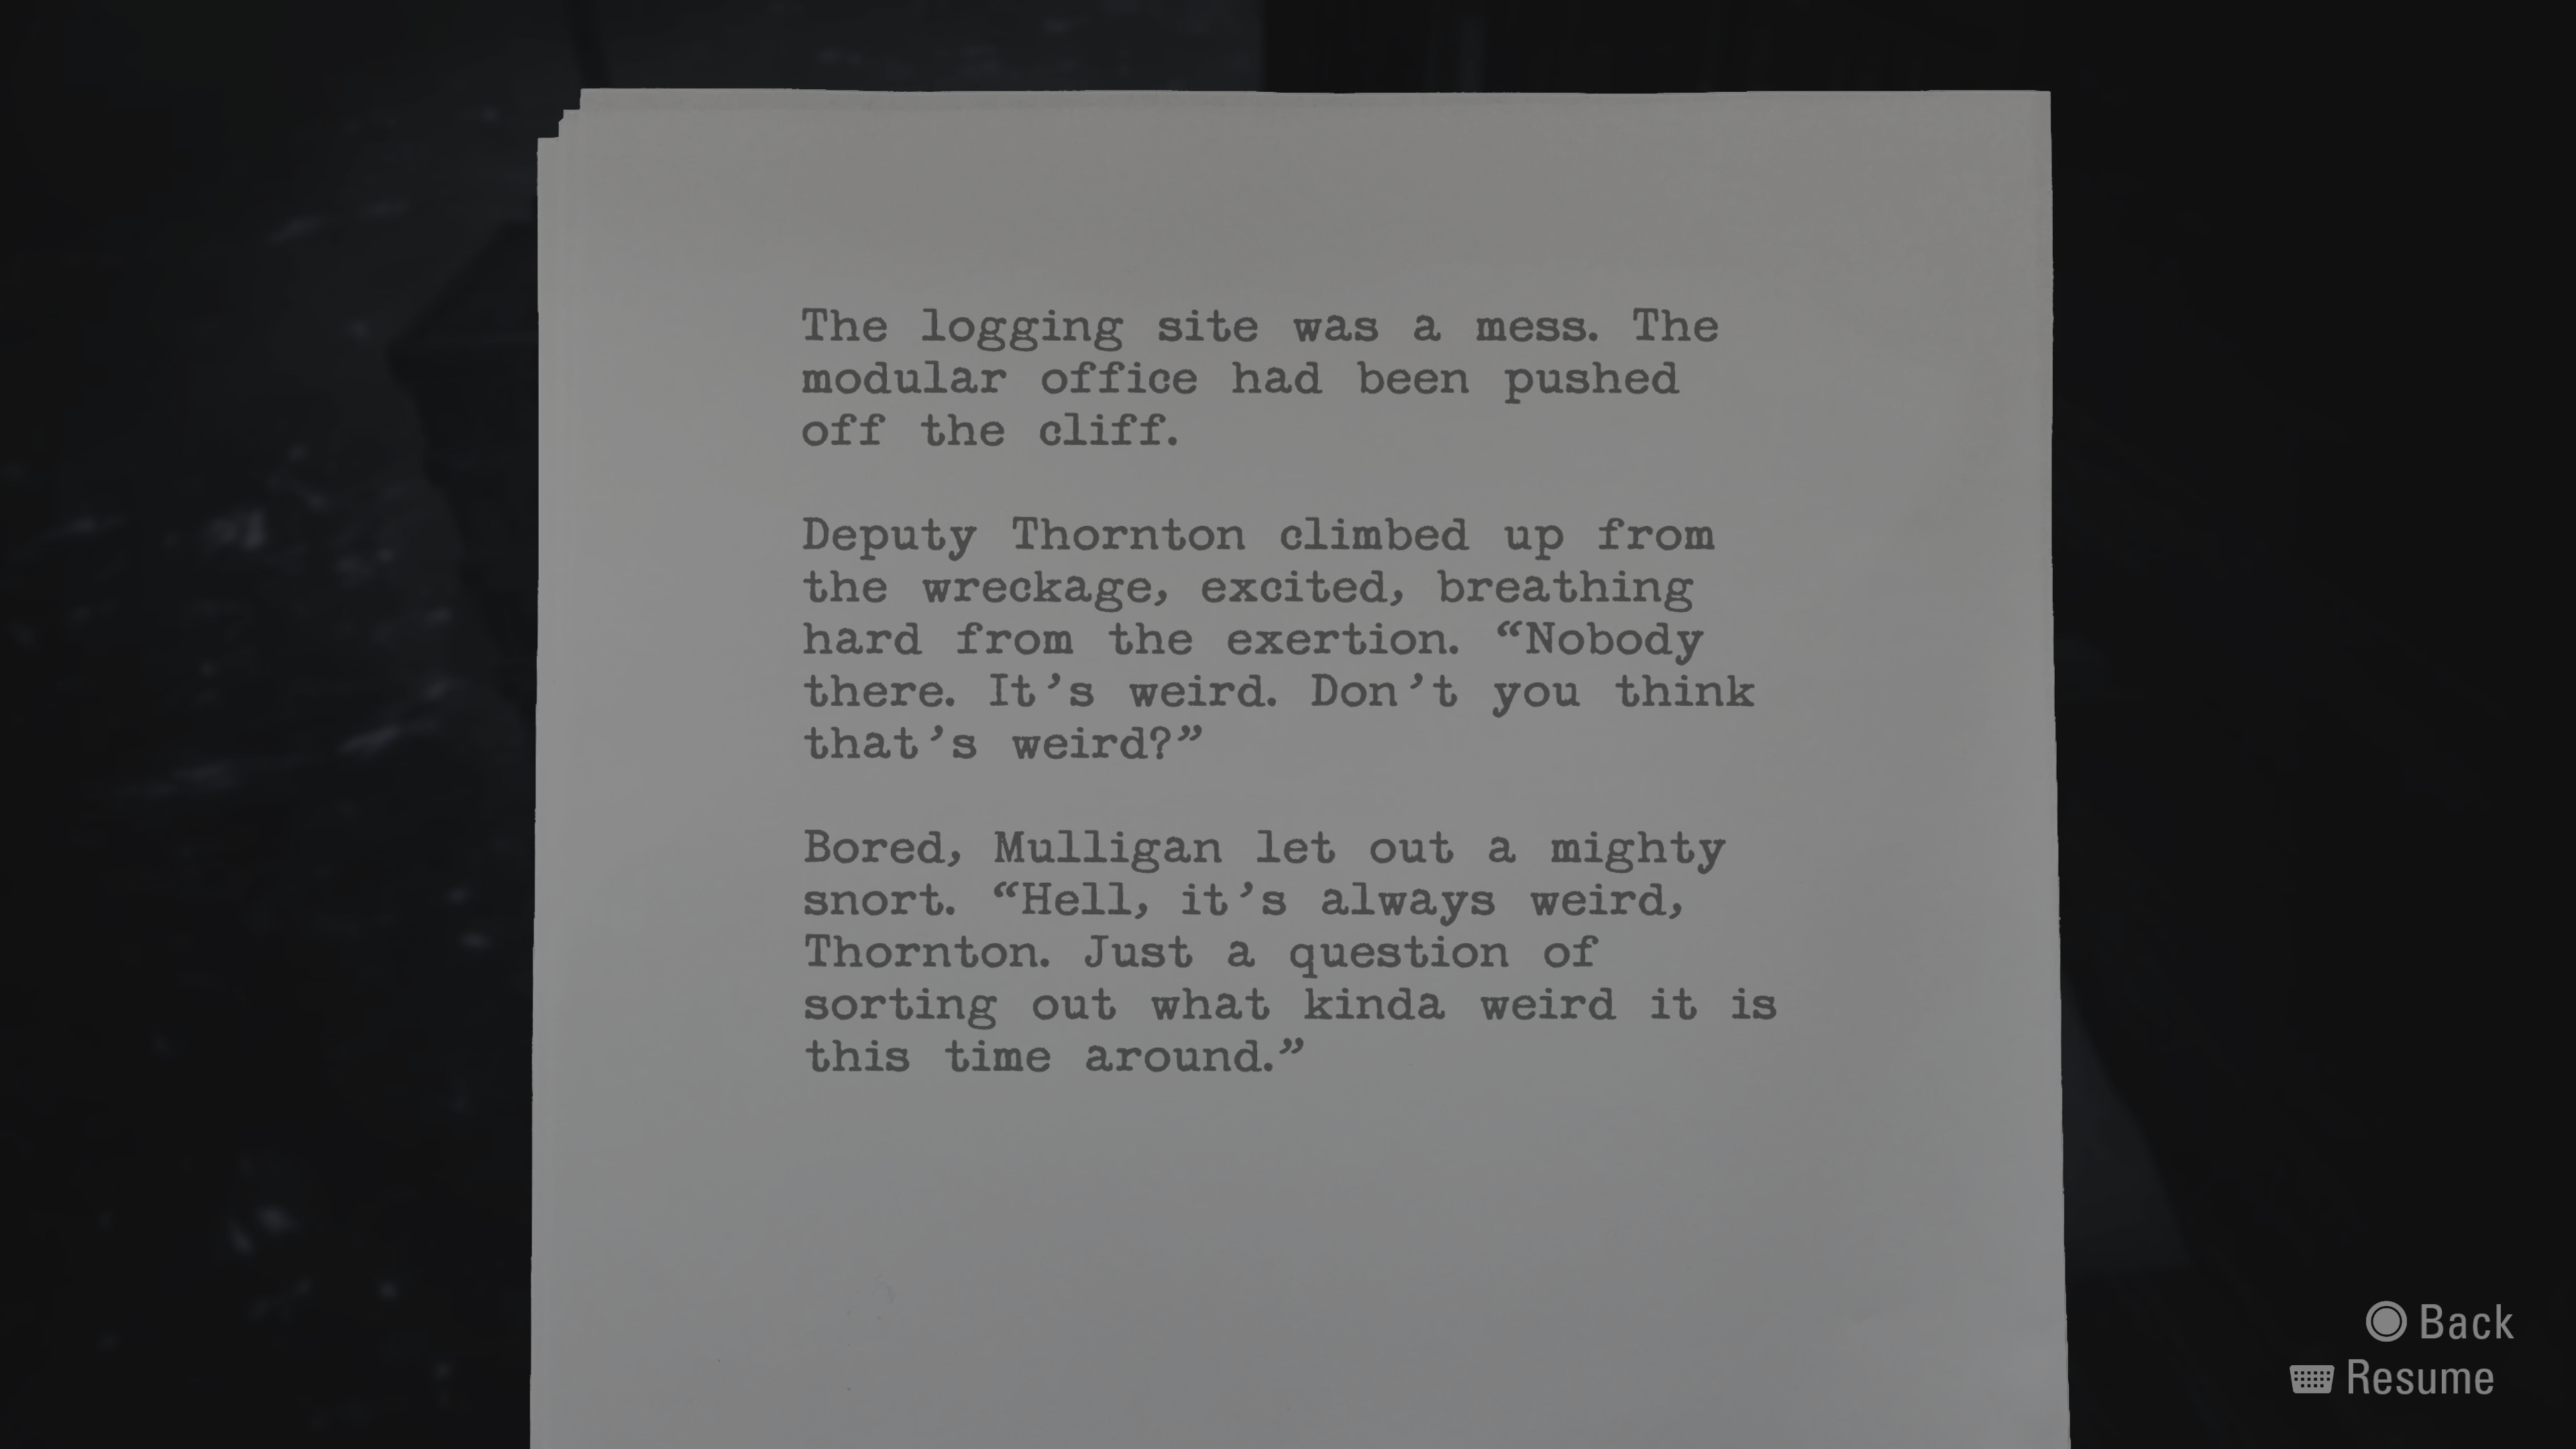 The logging site was a mess. The
modular office had been pushed
off the cliff.
Deputy Thornton climbed up from
the wreckage, excited, breathing
hard from the exertion. “Nobody
there. It’s weird. Don’t you think
that’s weird?”
Bored, Mulligan let out a mighty
snort. “Hell, it’s always weird,
Thornton. Just a question of
sorting out what kinda weird it is
this time around.”
Back
Resume